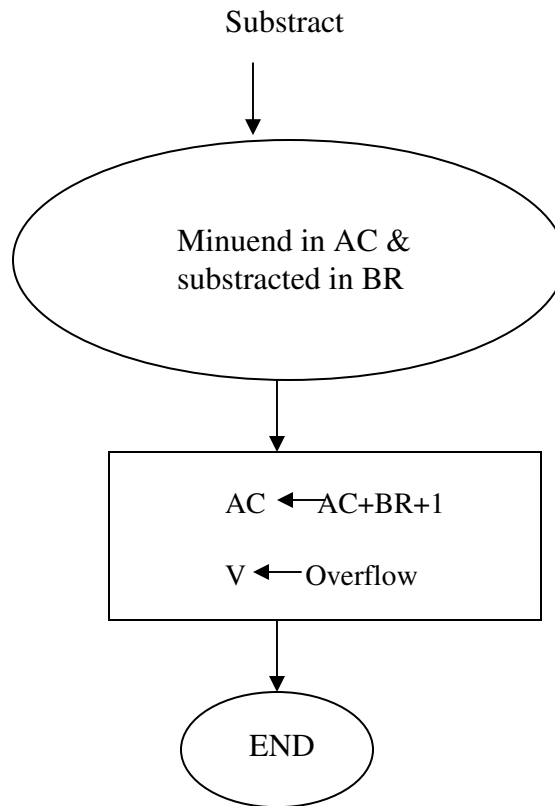 Substract
Minuend in AC &
substracted in BR
AC ← AC+BR+1
V ← Overflow
END